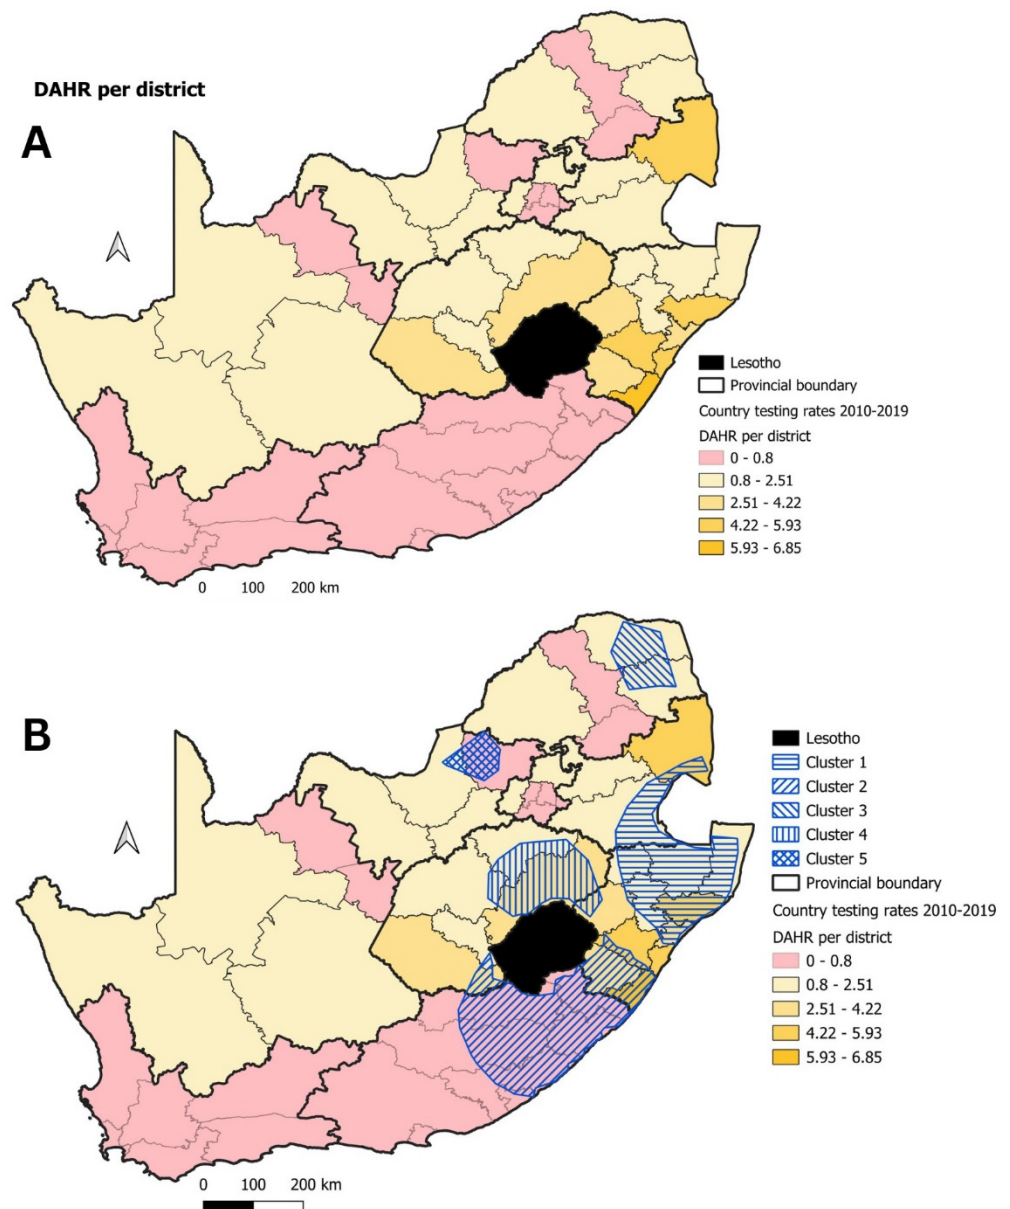 DAHR per district
A
Lesotho
Provincial boundary
Country testing rates 2010-2019
DAHR per district
0 - 0.8
0.8 - 2.51
2.51 - 4.22
4.22 - 5.93
5.93 - 6.85
0 100 200 km
B
Lesotho
Cluster 1
Cluster 2
Cluster 3
Cluster 4
Cluster 5
Provincial boundary
Country testing rates 2010-2019
DAHR per district
0 - 0.8
0.8 - 2.51
2.51 - 4.22
4.22 - 5.93
5.93 - 6.85
0 100 200 km